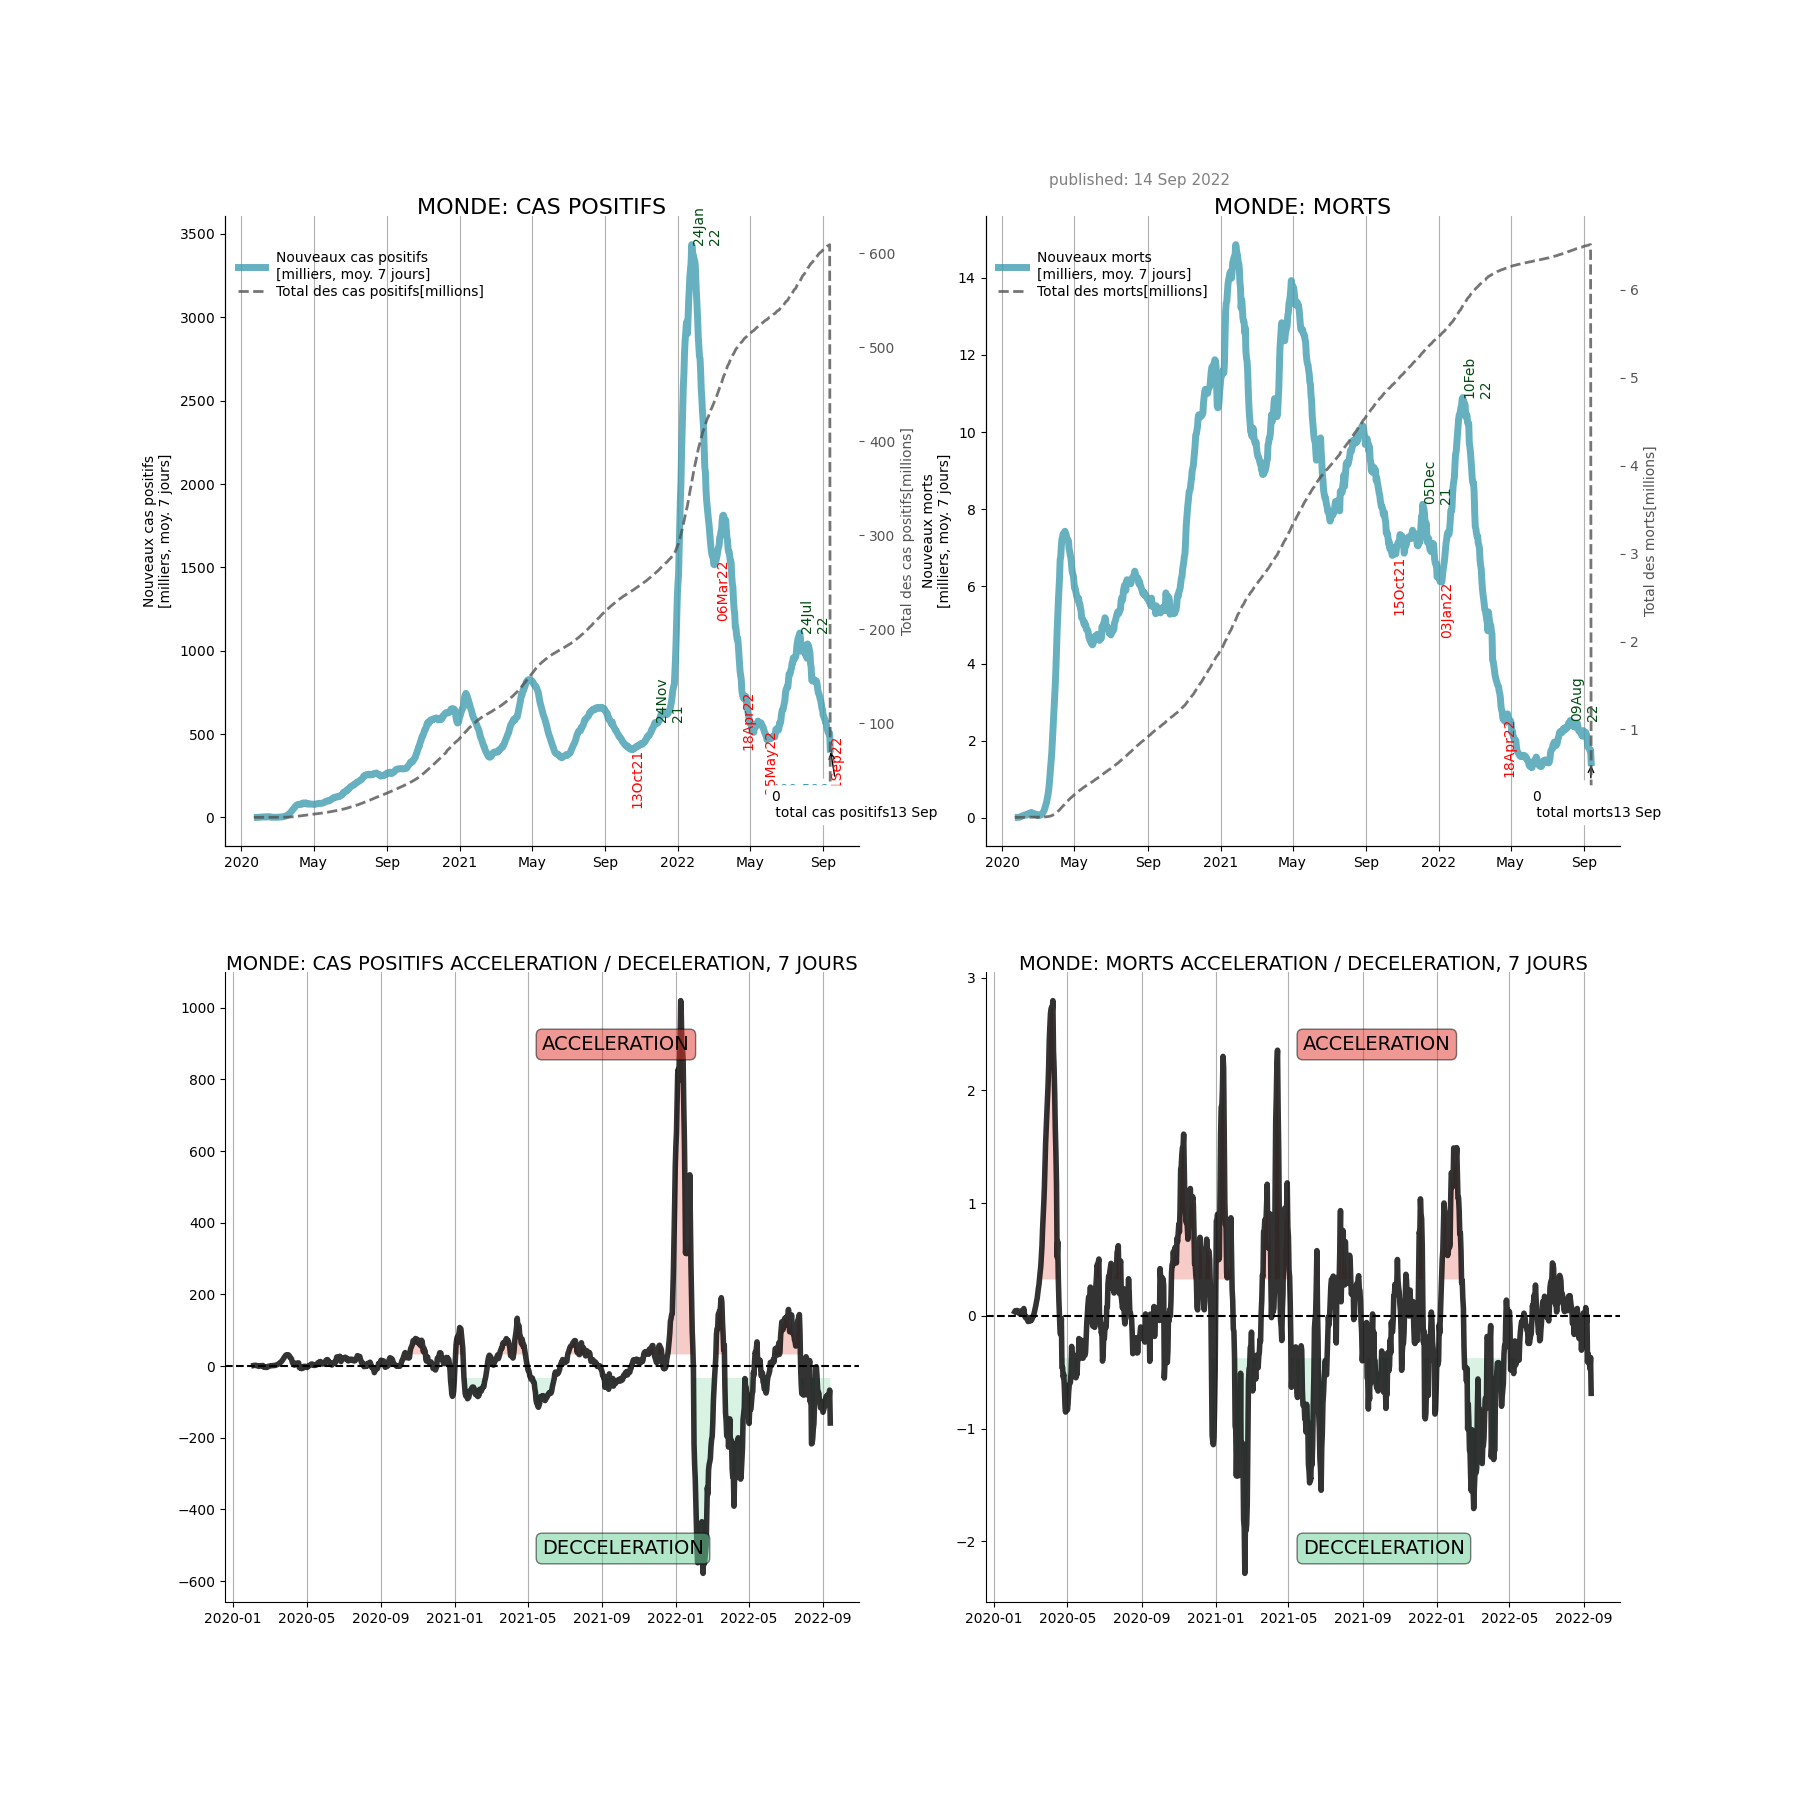 published: 14 Sep 2022
MONDE: CAS POSITIFS
Nouveaux cas positifs
[milliers, moy. 7 jours]
Total des cas positifs[millions]
Nouveaux cas positifs
[milliers, moy. 7 jours]
3500
3000
2500
2000
1500
1000
500
0
600
500
400
300
200
100
Total des cas positifs[millions]
24Jan
22
06Mar22
24Jul
22
24Nov
21
18Apr22
13Oct21
0
total cas positifs13 Sep
2020
May
Sep
2021
May
Sep
2022
May
Sep
MONDE: MORTS
Nouveaux morts
[milliers, moy. 7 jours]
Total des morts[millions]
Nouveaux morts
[milliers, moy. 7 jours]
14
12
10
8
6
4
2
0
6
5
4
3
2
1
Total des morts[millions]
10Feb
22
05Dec
21
15Oct21
03Jan22
09Aug
22
18Apr22
0
total morts13 Sep
2020
May
Sep
2021
May
Sep
2022
May
Sep
MONDE: CAS POSITIFS ACCELERATION / DECELERATION, 7 JOURS
1000
800
600
400
200
0
−200
−400
−600
ACCELERATION
DECCELERATION
2020-01
2020-05
2020-09
2021-01
2021-05
2021-09
2022-01
2022-05
2022-09
MONDE: MORTS ACCELERATION / DECELERATION, 7 JOURS
3
2
1
0
−1
−2
ACCELERATION
DECCELERATION
2020-01
2020-05
2020-09
2021-01
2021-05
2021-09
2022-01
2022-05
2022-09